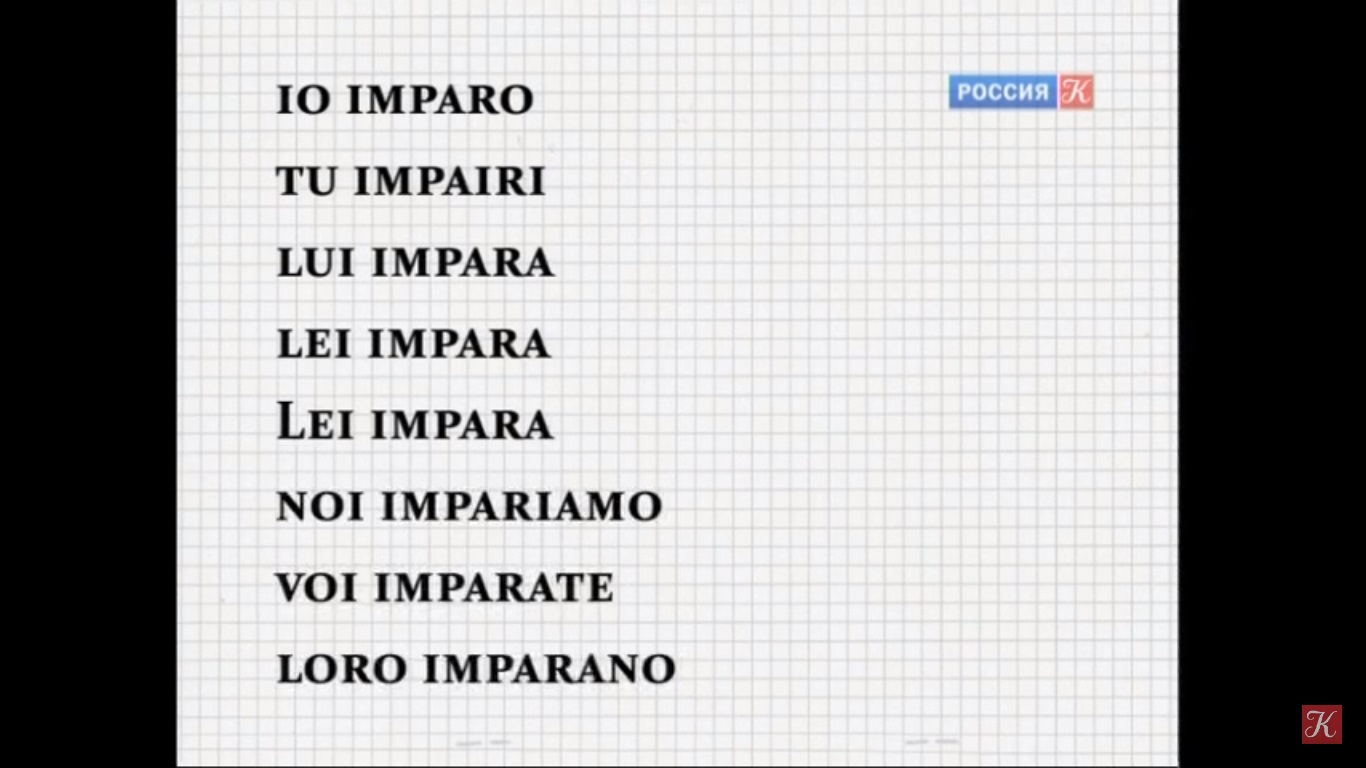 IO IMPARO
РОССИЯ К
TU IMPAIRI
LUI IMPARA
LEI IMPARA
LEI IMPARA
NOI IMPARIAMO
VOI IMPARATE
LORO IMPARANO
К